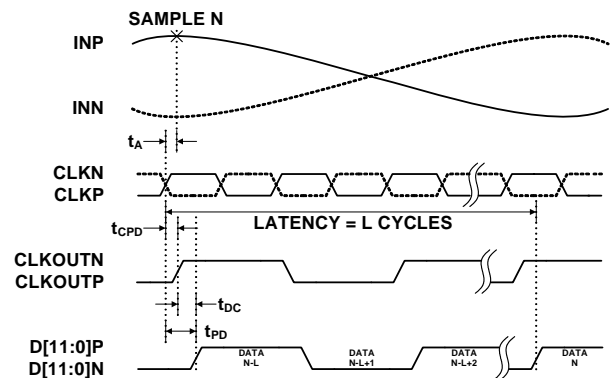 SAMPLE N
INP
INN
tA
CLKN
CLKP
LATENCY = L CYCLES
tCPD
CLKOUTN
CLKOUTP
tDC
tPD
D[11:0]P
D[11:0]N
DATA
N-L
DATA
N-L+1
DATA
N-L+2
DATA
N